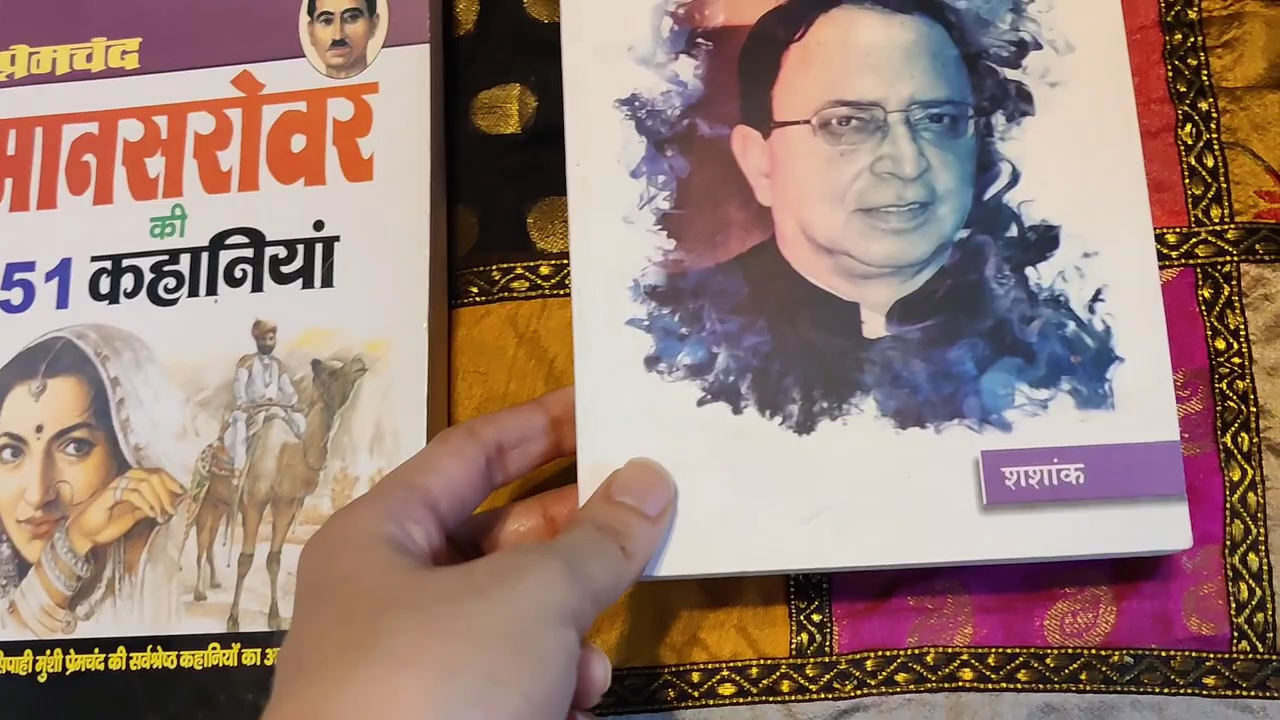 प्रेमचंद
मानसरोवर
की
51 कहानियां
सिपाही मुंशी प्रेमचंद की सर्वश्रेष्ठ कहानियों का
शशांक